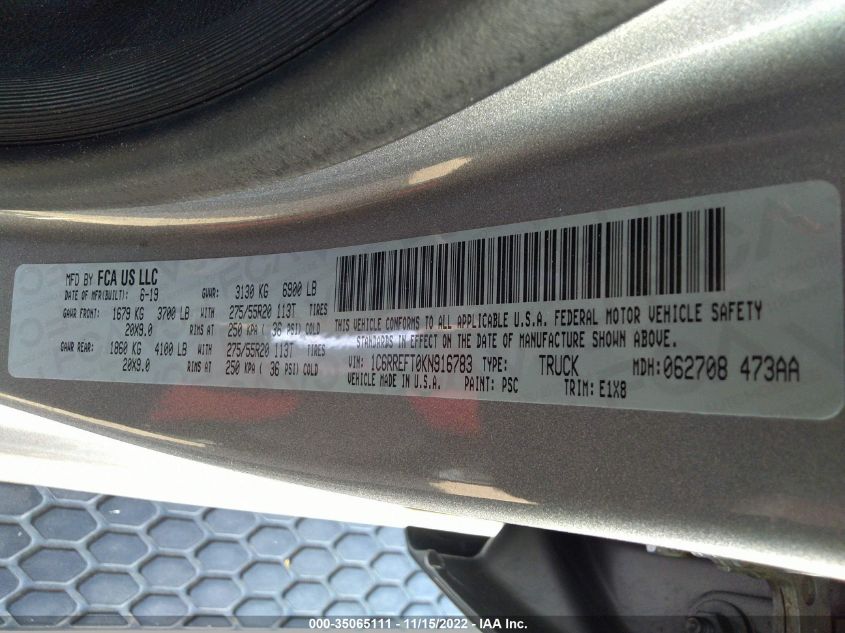 MFD BY FCA US LLC
DATE OF MFR(BUILT): 6-19 GVWR: 3130 KG 6900 LB
GAWR FRONT: 1679 KG 3700 LB WITH 275/55R20 113T TIRES
20X9.0 RIMS AT 250 KPA ( 36 PSI) COLD
GAWR REAR: 1860 KG 4100 LB WITH 275/55R20 113T TIRES
20X9.0 RIMS AT 250 KPA ( 36 PSI) COLD
THIS VEHICLE CONFORMS TO ALL APPLICABLE U.S.A. FEDERAL MOTOR VEHICLE SAFETY
STANDARDS IN EFFECT ON THE DATE OF MANUFACTURE SHOWN ABOVE.
VIN: 1C6RREFT0KN916783 TYPE: TRUCK MDH: 062708 473AA
VEHICLE MADE IN U.S.A. PAINT: PSC TRIM: E1X8
000-35065111 - 11/15/2022 - IAA Inc.